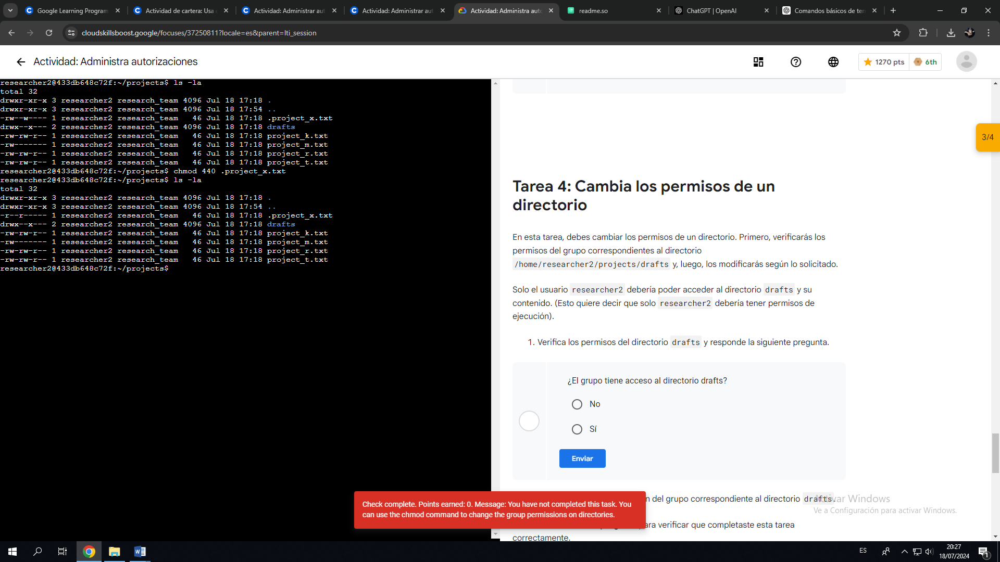 Google Learning Program
Actividad de cartera: Usa
Actividad: Administrar aut
Actividad: Administrar aut
Actividad: Administra auto
readme.so
ChatGPT | OpenAI
Comandos básicos de ter
cloudskillsboost.google/focuses/37250811?locale=es&parent=lti_session
Actividad: Administra autorizaciones
1270 pts
6th
researcher2@433db648c72f:~/projects$ ls -la
total 32
drwxr-xr-x 3 researcher2 research_team 4096 Jul 18 17:18 .
drwxr-xr-x 3 researcher2 research_team 4096 Jul 18 17:54 ..
-rw--w---- 1 researcher2 research_team   46 Jul 18 17:18 .project_x.txt
drwx--x--- 2 researcher2 research_team 4096 Jul 18 17:18 drafts
-rw-rw-r-- 1 researcher2 research_team   46 Jul 18 17:18 project_k.txt
-rw------- 1 researcher2 research_team   46 Jul 18 17:18 project_m.txt
-rw-rw-r-- 1 researcher2 research_team   46 Jul 18 17:18 project_r.txt
-rw-rw-r-- 1 researcher2 research_team   46 Jul 18 17:18 project_t.txt
researcher2@433db648c72f:~/projects$ chmod 440 .project_x.txt
researcher2@433db648c72f:~/projects$ ls -la
total 32
drwxr-xr-x 3 researcher2 research_team 4096 Jul 18 17:18 .
drwxr-xr-x 3 researcher2 research_team 4096 Jul 18 17:54 ..
-r--r----- 1 researcher2 research_team   46 Jul 18 17:18 .project_x.txt
drwx--x--- 2 researcher2 research_team 4096 Jul 18 17:18 drafts
-rw-rw-r-- 1 researcher2 research_team   46 Jul 18 17:18 project_k.txt
-rw------- 1 researcher2 research_team   46 Jul 18 17:18 project_m.txt
-rw-rw-r-- 1 researcher2 research_team   46 Jul 18 17:18 project_r.txt
-rw-rw-r-- 1 researcher2 research_team   46 Jul 18 17:18 project_t.txt
researcher2@433db648c72f:~/projects$
3/4
Tarea 4: Cambia los permisos de un
directorio
En esta tarea, debes cambiar los permisos de un directorio. Primero, verificarás los
permisos del grupo correspondientes al directorio
/home/researcher2/projects/drafts y, luego, los modificarás según lo solicitado.
Solo el usuario researcher2 debería poder acceder al directorio drafts y su
contenido. (Esto quiere decir que solo researcher2 debería tener permisos de
ejecución).
1. Verifica los permisos del directorio drafts y responde la siguiente pregunta.
¿El grupo tiene acceso al directorio drafts?
No
Sí
Enviar
n del grupo correspondiente al directorio drafts.
ara verificar que completaste esta tarea
correctamente.
Check complete. Points earned: 0. Message: You have not completed this task. You
can use the chmod command to change the group permissions on directories.
Activar Windows
Ve a Configuración para activar Windows.
ES
20:27
18/07/2024
1